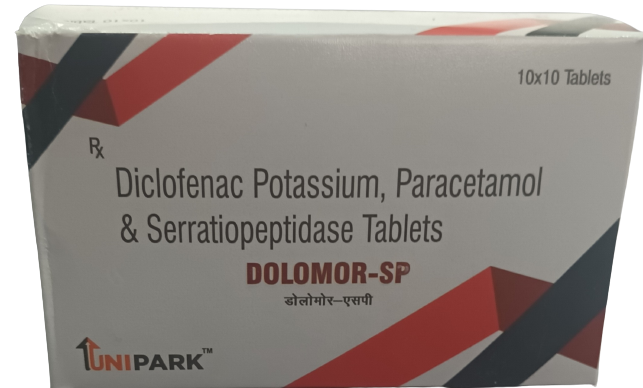 10x10 Tablets
Rx
Diclofenac Potassium, Paracetamol
& Serratiopeptidase Tablets
DOLOMOR-SP
डोलोमोर–एसपी
UNIPARK™